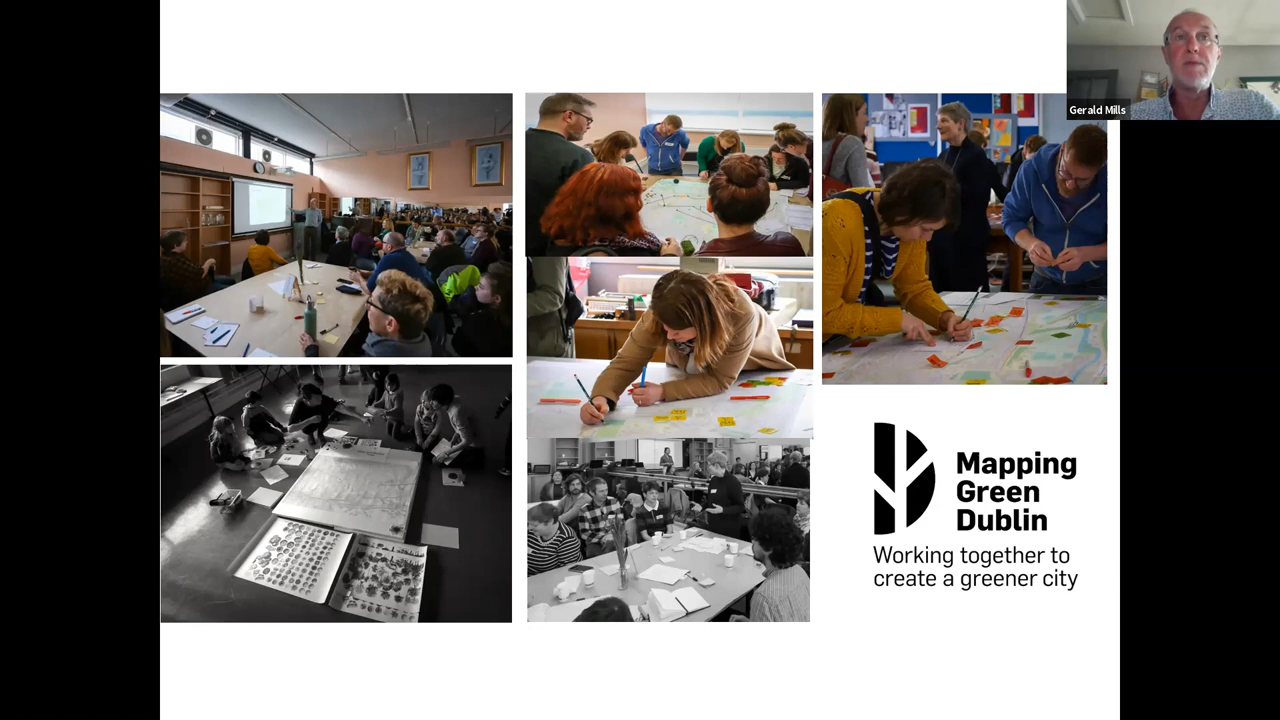 Gerald Mills
Mapping
Green
Dublin
Working together to
create a greener city